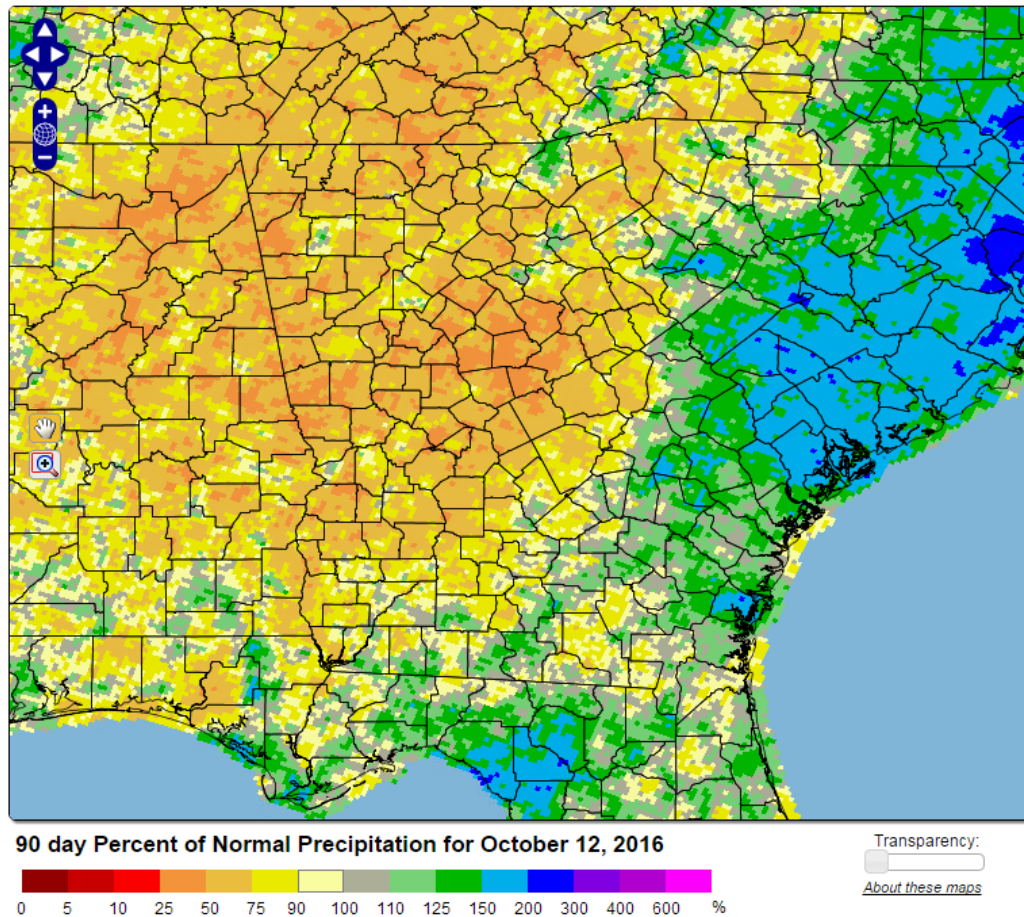 90 day Percent of Normal Precipitation for October 12, 2016
Transparency:
0 5 10 25 50 75 90 100 110 125 150 200 300 400 600 %
About these maps